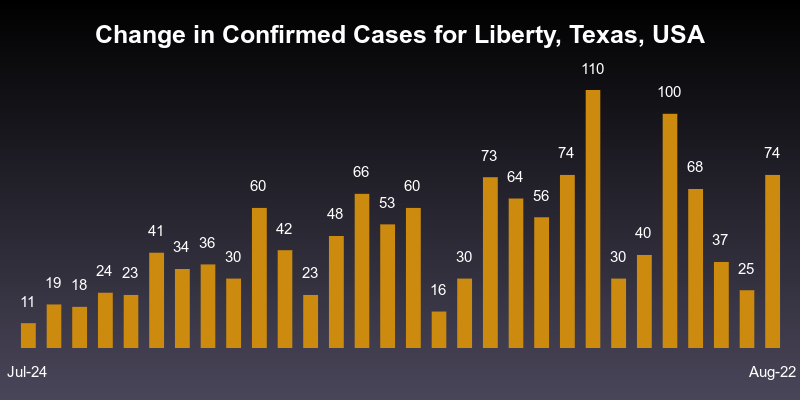 Change in Confirmed Cases for Liberty, Texas, USA
11 19 18 24 23 41 34 36 30 60 42 23 48 66 53 60 16 30 73 64 56 74 110 30 40 100 68 37 25 74
Jul-24 Aug-22